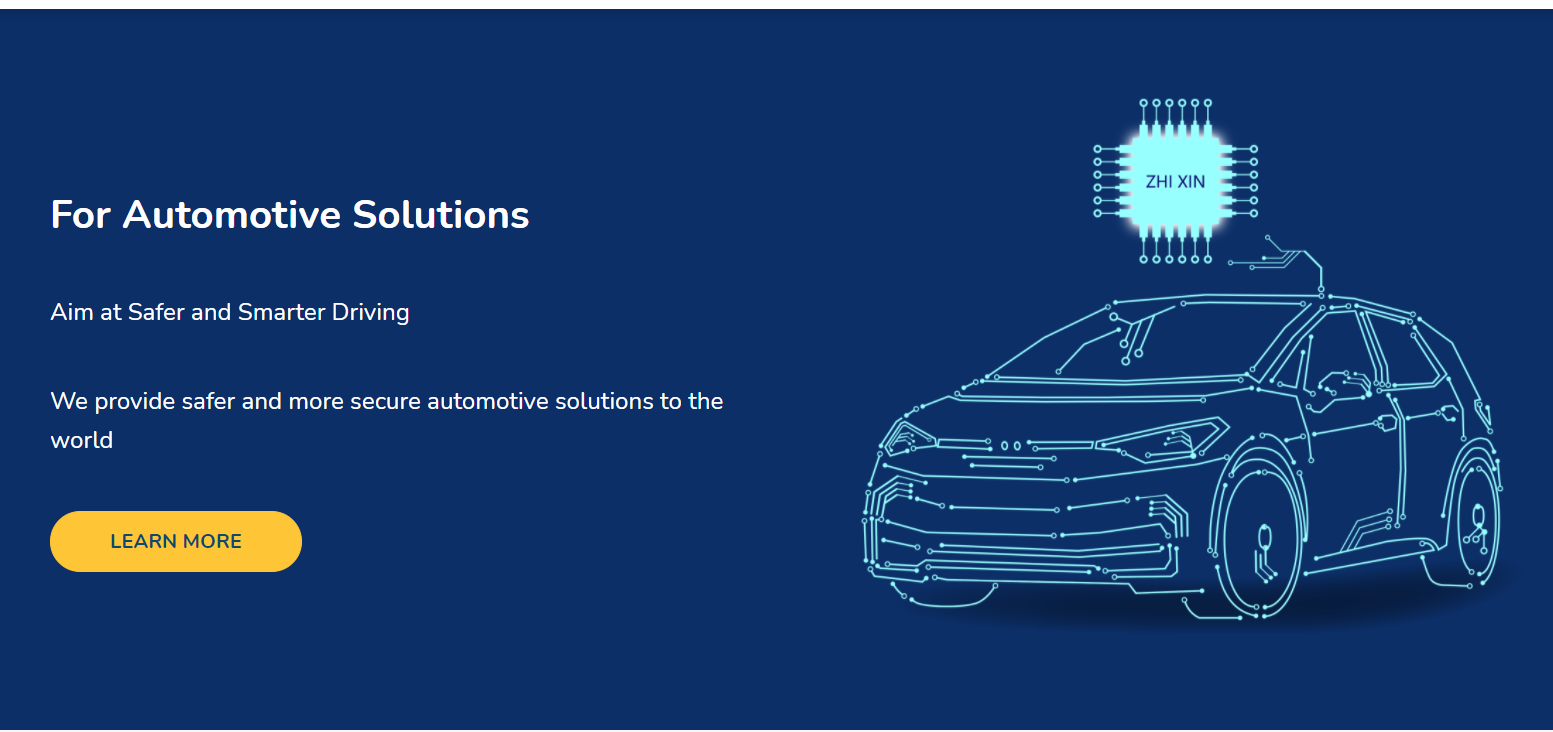 For Automotive Solutions
Aim at Safer and Smarter Driving
We provide safer and more secure automotive solutions to the
world
LEARN MORE
ZHI XIN